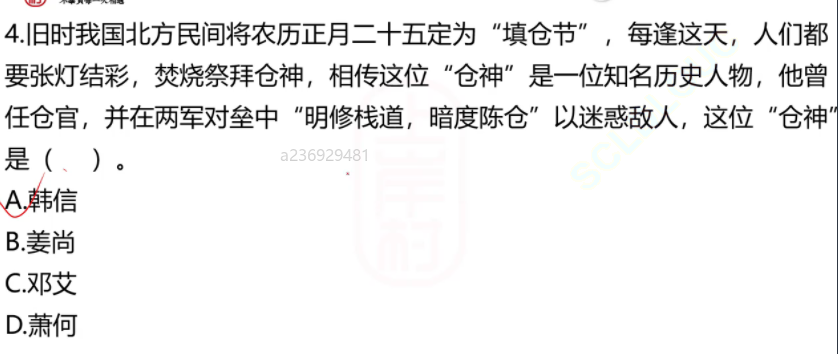 4.旧时我国北方民间将农历正月二十五定为“填仓节”，每逢这天，人们都
要张灯结彩，焚烧祭拜仓神，相传这位“仓神”是一位知名历史人物，他曾
任仓官，并在两军对垒中“明修栈道，暗度陈仓”以迷惑敌人，这位“仓神”
是（ 、 ）。
a236929481
A.韩信
B.姜尚
C.邓艾
D.萧何